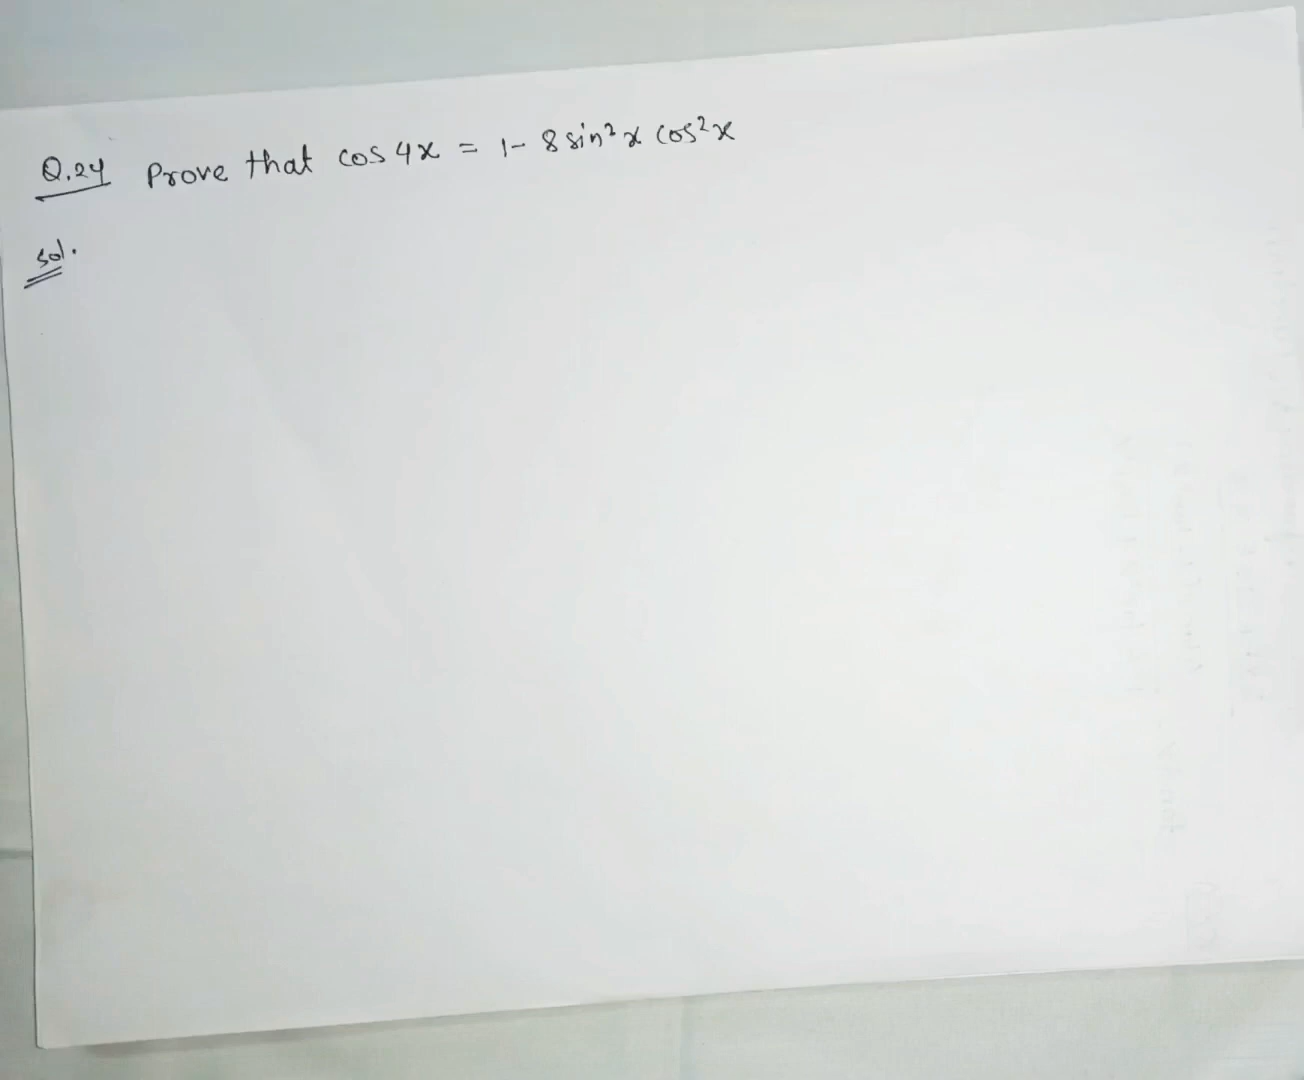 Q.24 Prove that cos 4x = 1- 8 sin²x cos²x
Sol.